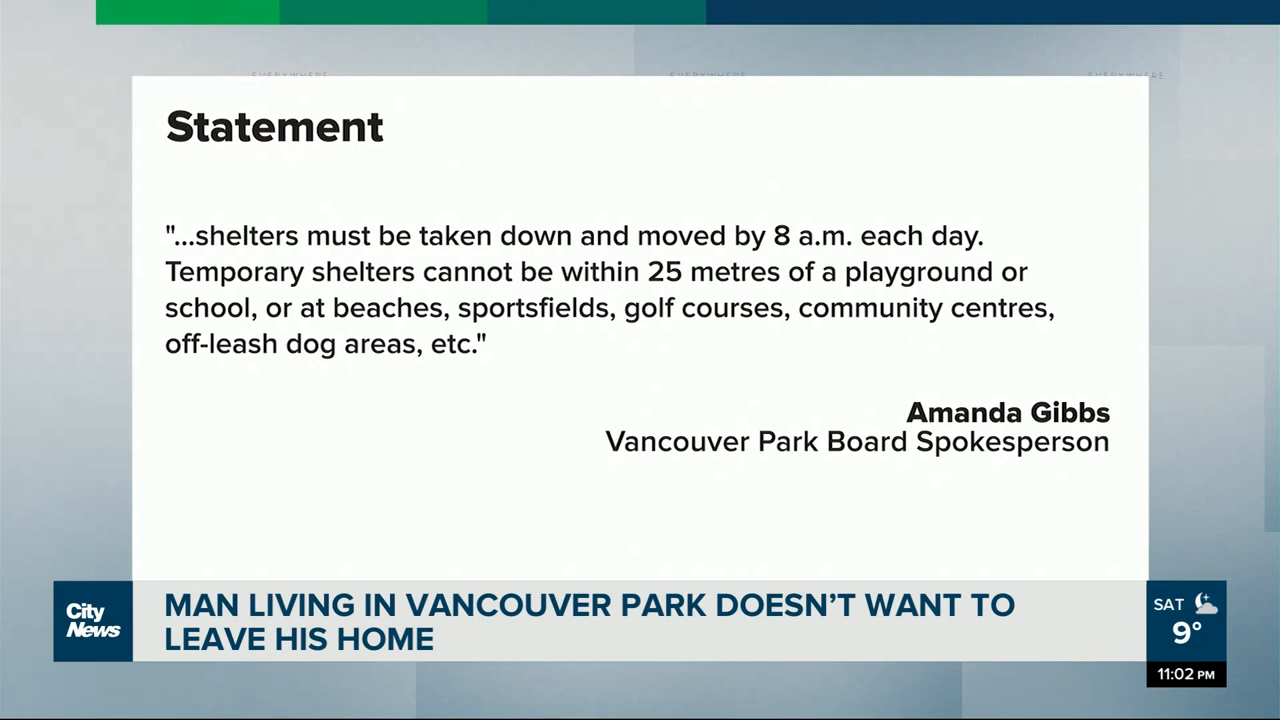 EVERYWHERE EVERYWHERE EVERYWHERE
Statement
"...shelters must be taken down and moved by 8 a.m. each day.
Temporary shelters cannot be within 25 metres of a playground or
school, or at beaches, sportsfields, golf courses, community centres,
off-leash dog areas, etc."
Amanda Gibbs
Vancouver Park Board Spokesperson
City
News
MAN LIVING IN VANCOUVER PARK DOESN’T WANT TO
LEAVE HIS HOME
SAT
9°
11:02 PM